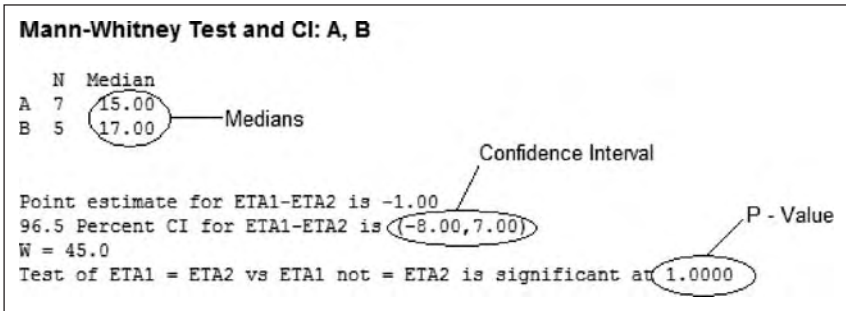 Mann-Whitney Test and CI: A, B
N Median
A 7 15.00
B 5 17.00
Medians
Confidence Interval
Point estimate for ETA1-ETA2 is -1.00
96.5 Percent CI for ETA1-ETA2 is (-8.00,7.00)
P - Value
W = 45.0
Test of ETA1 = ETA2 vs ETA1 not = ETA2 is significant at 1.0000